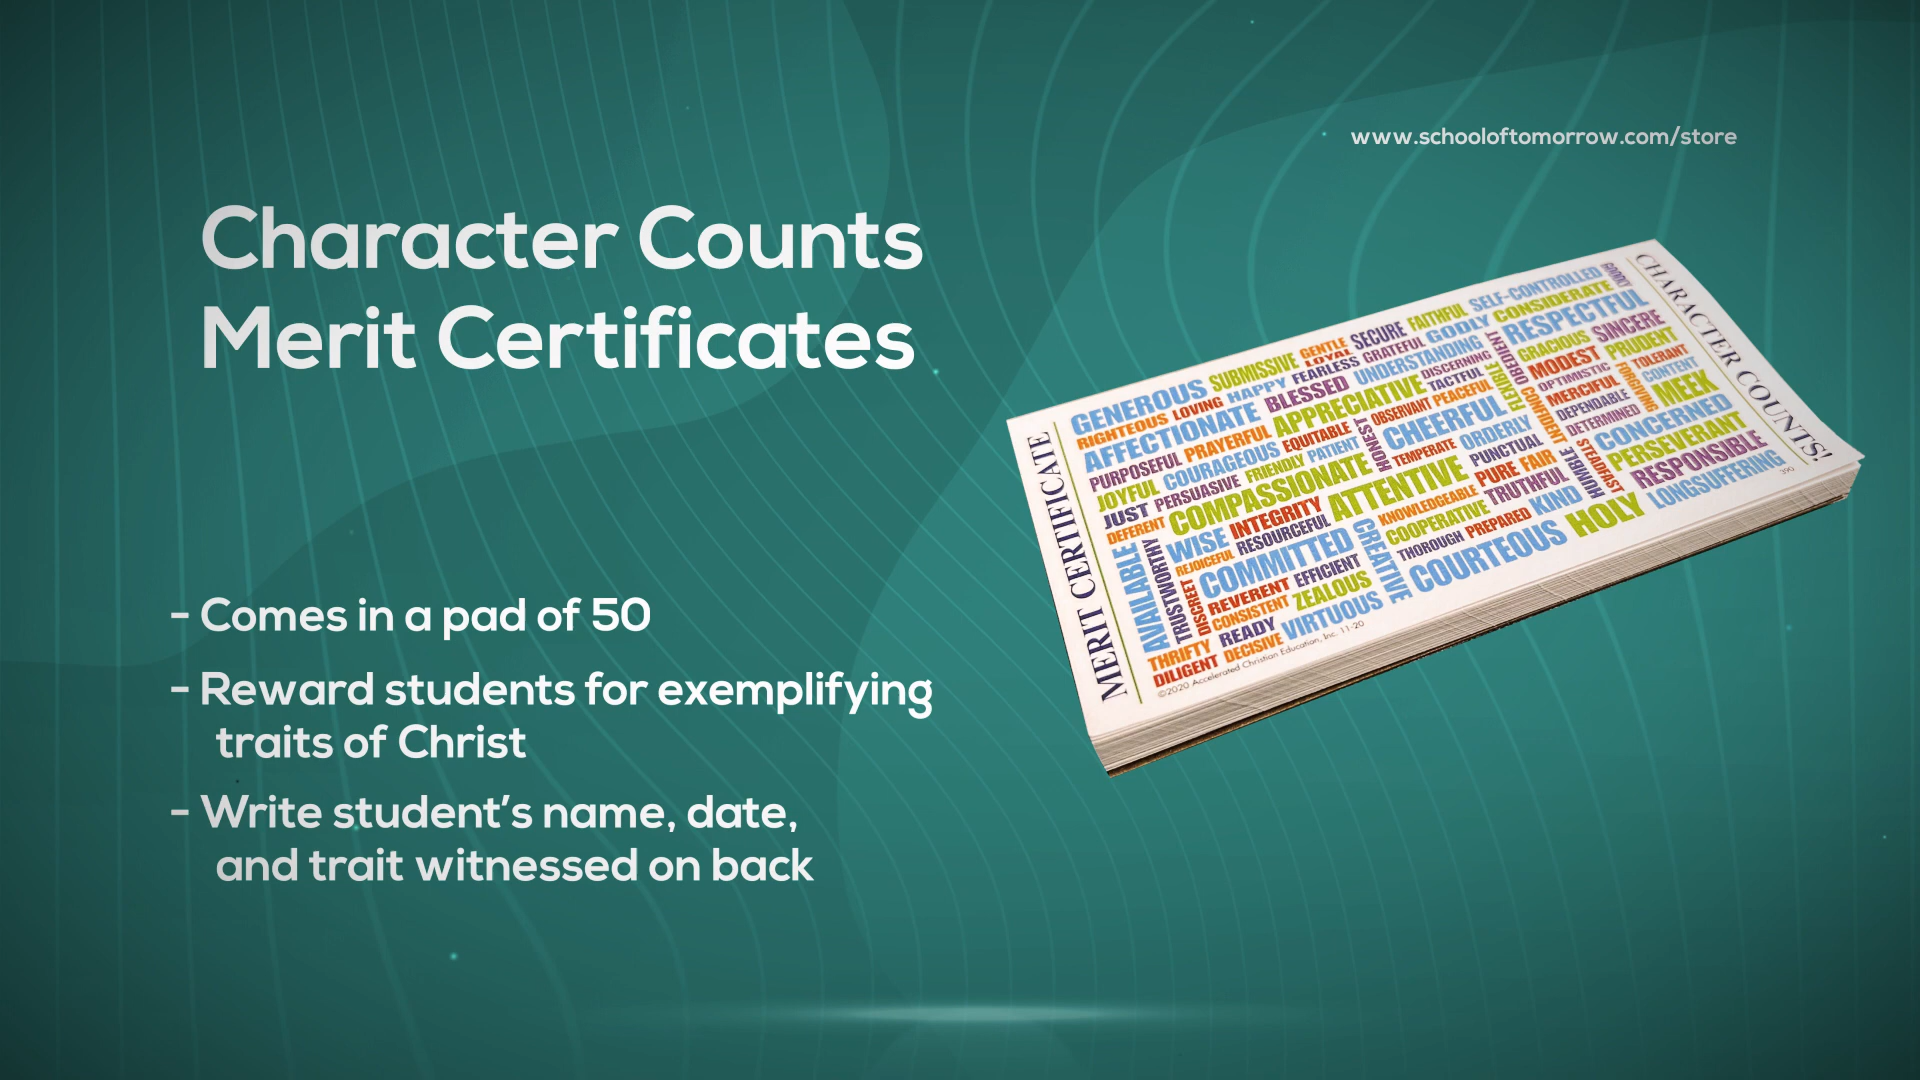 www.schooloftomorrow.com/store
Character Counts
Merit Certificates
- Comes in a pad of 50
- Reward students for exemplifying
traits of Christ
- Write student's name, date,
and trait witnessed on back
MERIT CERTIFICATE
GENEROUS SUBMISSIVE GENTLE SECURE FAITHFUL SELF-CONTROLLED GOODLY
RIGHTEOUS LOVING HAPPY LOYAL FEARLESS GRATEFUL GODLY CONSIDERATE
AFFECTIONATE BLESSED UNDERSTANDING OBEDIENT RESPECTFUL
PURPOSEFUL PRAYERFUL APPRECIATIVE DISCERNING TACTFUL GRACIOUS SINCERE
JOYFUL COURAGEOUS EQUITABLE OBSERVANT PEACEFUL FLEXIBLE MODEST PRUDENT
JUST PERSUASIVE FRIENDLY PATIENT HONEST CHEERFUL CONFIDENT OPTIMISTIC TOLERANT
DEFERENT COMPASSIONATE TEMPERATE ORDERLY MERCIFUL FORGIVING CONTENT
AVAILABLE TRUSTWORTHY WISE INTEGRITY ATTENTIVE PUNCTUAL DEPENDABLE MEEK
REJOICEFUL RESOURCEFUL KNOWLEDGEABLE PURE FAIR DETERMINED CONCERNED
DISCREET COMMITTED CREATIVE COOPERATIVE TRUTHFUL HUMBLE STEADFAST PERSEVERANT
REVERENT EFFICIENT THOROUGH PREPARED KIND RESPONSIBLE
CONSISTENT ZEALOUS COURTEOUS HOLY LONGSUFFERING
THRIFTY READY VIRTUOUS
DILIGENT DECISIVE
©2020 Accelerated Christian Education, Inc. 11-20
390
CHARACTER COUNTS!